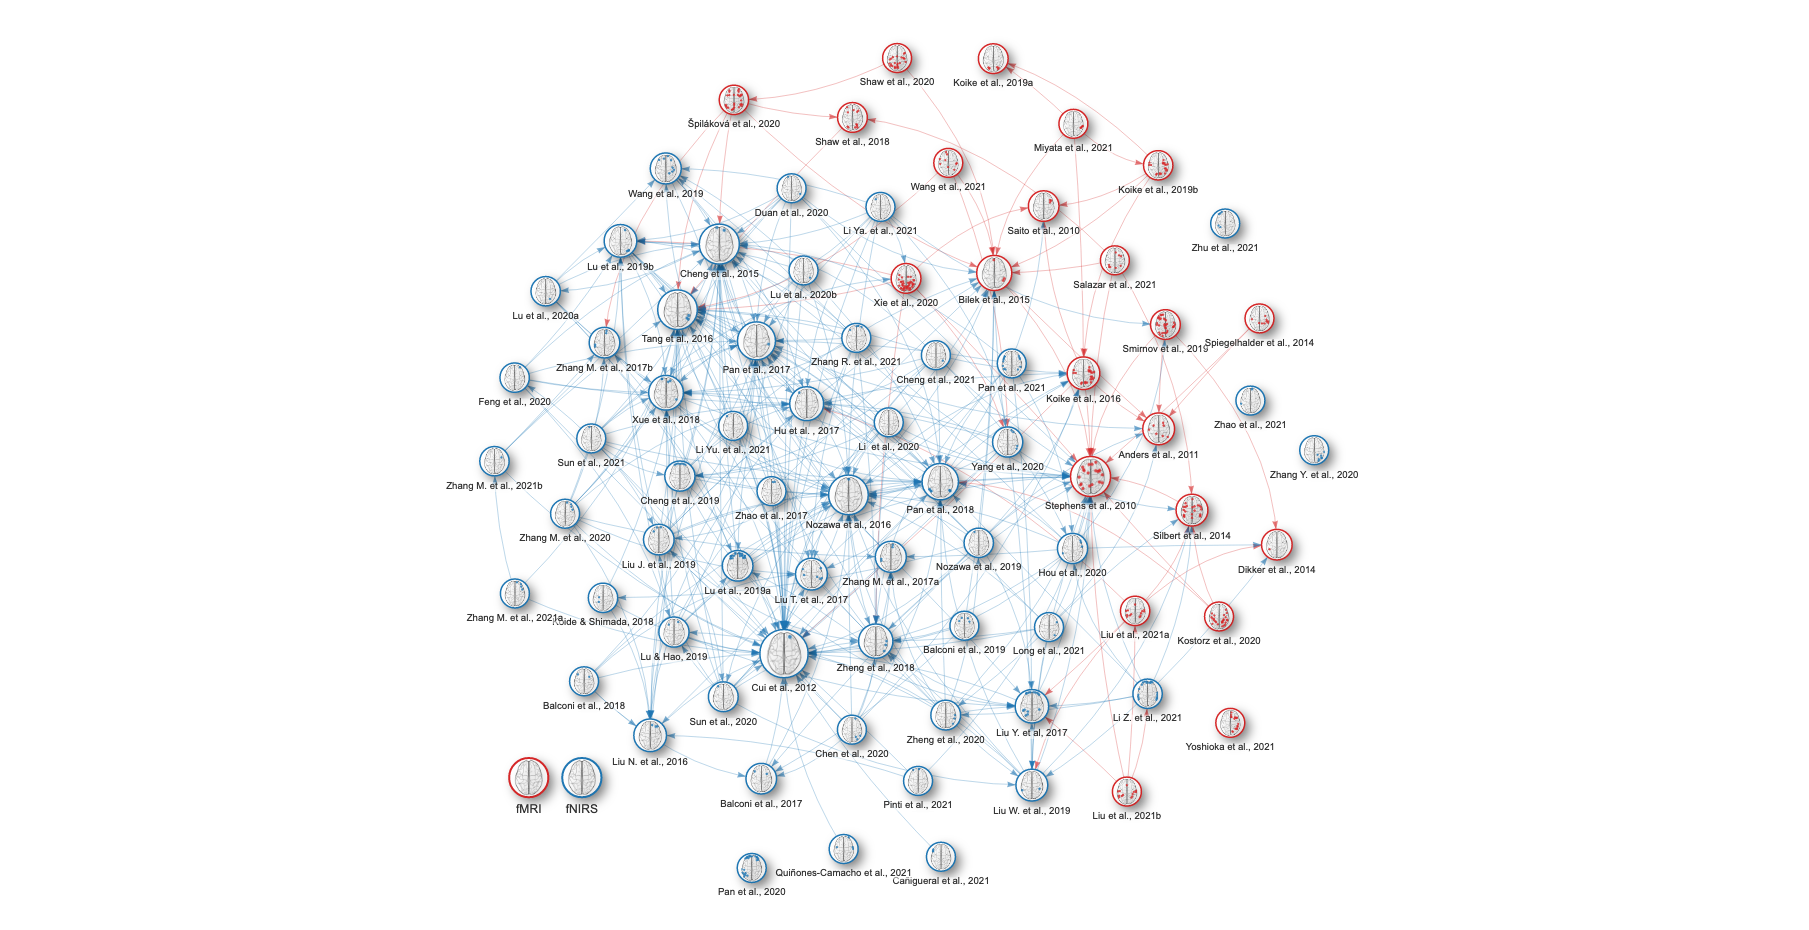 Shaw et al., 2020
Koike et al., 2019a
Špiláková et al., 2020
Shaw et al., 2018
Miyata et al., 2021
Wang et al., 2019
Wang et al., 2021
Koike et al., 2019b
Duan et al., 2020
Li Ya. et al., 2021
Saito et al., 2010
Zhu et al., 2021
Lu et al., 2019b
Cheng et al., 2015
Lu et al., 2020b
Xie et al., 2020
Bilek et al., 2015
Salazar et al., 2021
Lu et al., 2020a
Tang et al., 2016
Zhang M. et al., 2017b
Pan et al., 2017
Zhang R. et al., 2021
Smirnov et al., 2019
Spiegelhalder et al., 2014
Feng et al., 2020
Cheng et al., 2021
Pan et al., 2021
Koike et al., 2016
Xue et al., 2018
Hu et al. , 2017
Zhao et al., 2021
Sun et al., 2021
Li Yu. et al., 2021
Li et al., 2020
Yang et al., 2020
Anders et al., 2011
Zhang Y. et al., 2020
Zhang M. et al., 2021b
Cheng et al., 2019
Zhao et al., 2017
Nozawa et al., 2016
Pan et al., 2018
Stephens et al., 2010
Zhang M. et al., 2020
Silbert et al., 2014
Liu J. et al., 2019
Lu et al., 2019a
Liu T. et al., 2017
Zhang M. et al., 2017a
Nozawa et al., 2019
Hou et al., 2020
Dikker et al., 2014
Zhang M. et al., 2021a
Koide & Shimada, 2018
Lu & Hao, 2019
Cui et al., 2012
Zheng et al., 2018
Balconi et al., 2019
Long et al., 2021
Liu et al., 2021a
Kostorz et al., 2020
Balconi et al., 2018
Sun et al., 2020
Liu N. et al., 2016
Chen et al., 2020
Zheng et al., 2020
Liu Y. et al, 2017
Li Z. et al., 2021
Yoshioka et al., 2021
fMRI
fNIRS
Balconi et al., 2017
Pinti et al., 2021
Liu W. et al., 2019
Liu et al., 2021b
Pan et al., 2020
Quiñones-Camacho et al., 2021
Cañigueral et al., 2021